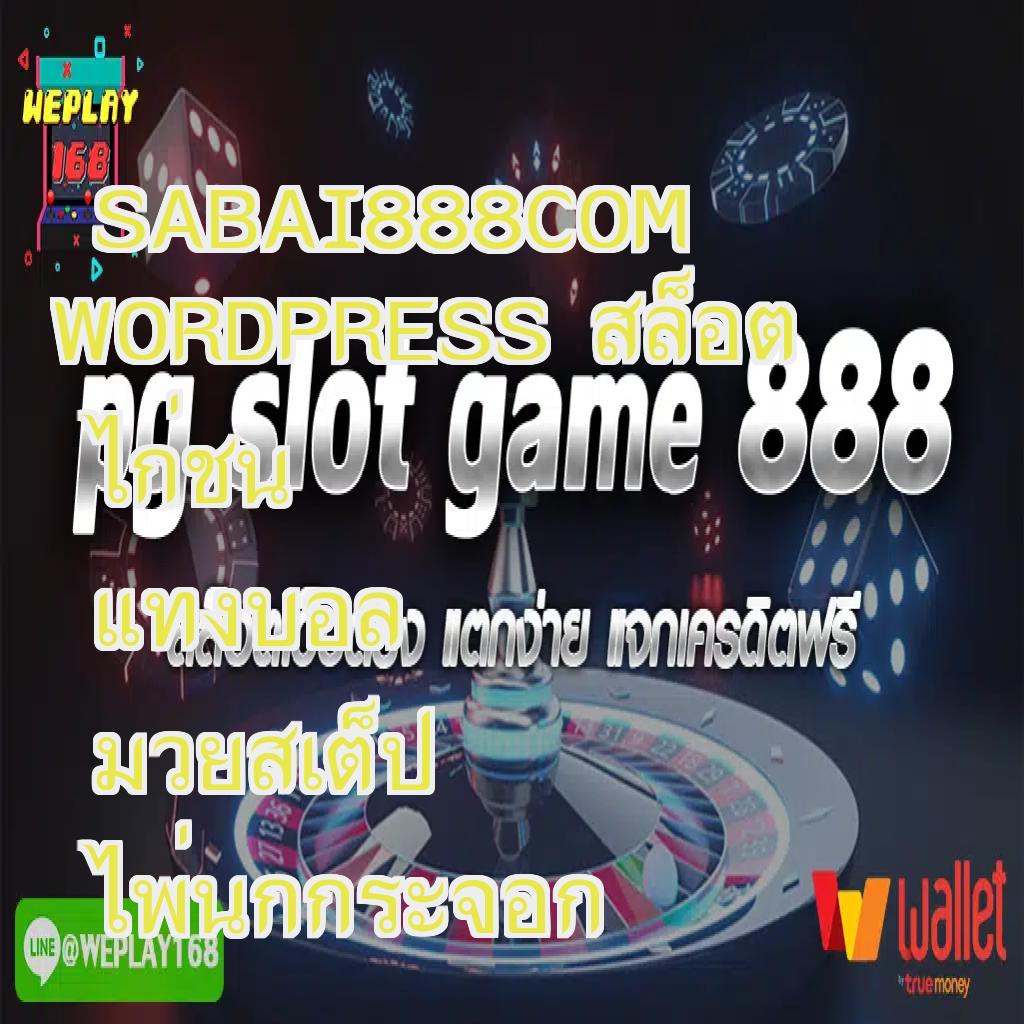 WEPLAY
168
SABAI888COM
WORDPRESS สล็อต
pg slot game 888
ไก่ชน
แทงบอล
แตกง่าย แจกเครดิตฟรี
มวยสเต็ป
ไพ่นกกระจอก
LINE @WEPLAY168
wallet
by truemoney